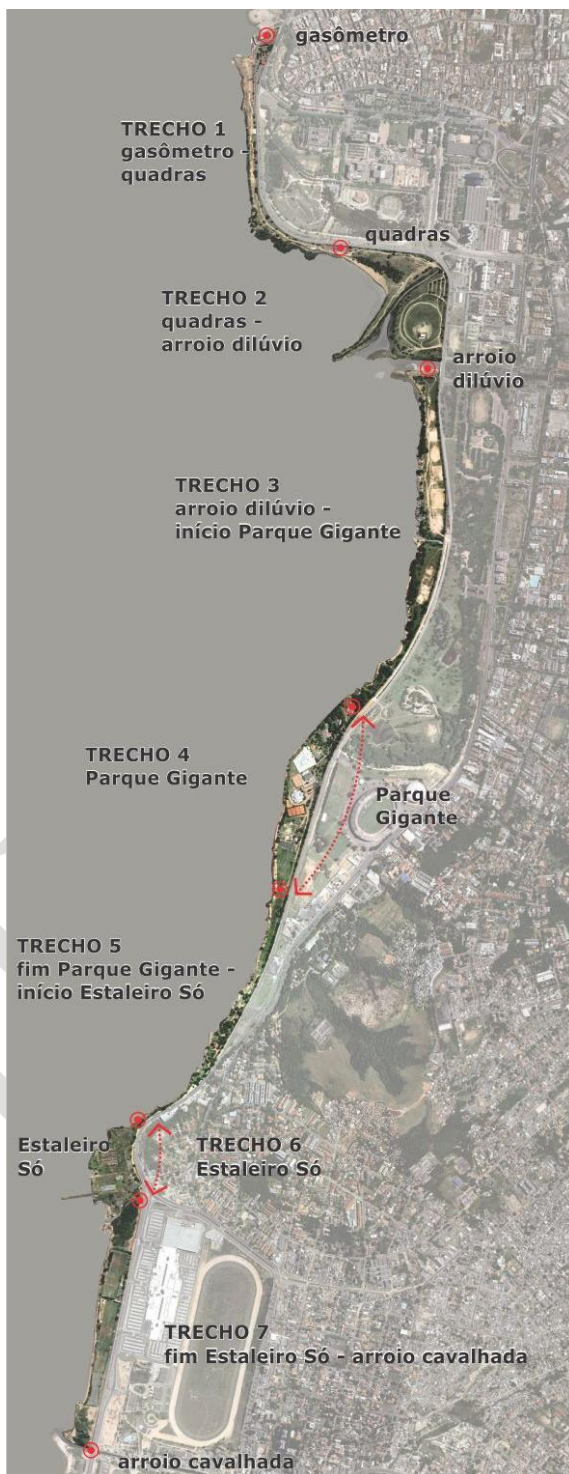 gasômetro
TRECHO 1
gasômetro -
quadras
quadras
TRECHO 2
quadras -
arroio dilúvio
arroio
dilúvio
TRECHO 3
arroio dilúvio -
início Parque Gigante
TRECHO 4
Parque Gigante
Parque
Gigante
TRECHO 5
fim Parque Gigante -
início Estaleiro Só
Estaleiro
Só
TRECHO 6
Estaleiro Só
TRECHO 7
fim Estaleiro Só - arroio cavalhada
arroio cavalhada